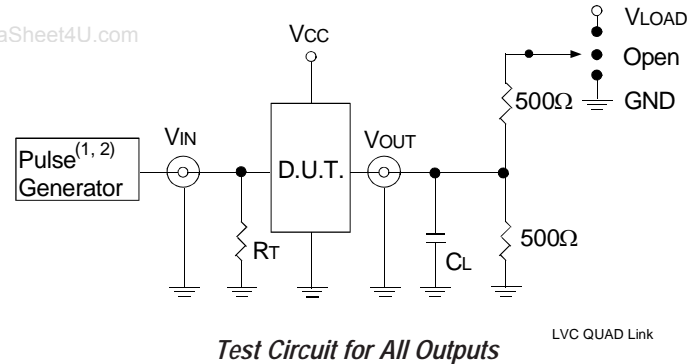 aSheet4U.com
VCC
VLOAD
Open
GND
500Ω
VIN
VOUT
Pulse(1, 2)
Generator
D.U.T.
RT
CL
500Ω
LVC QUAD Link
Test Circuit for All Outputs